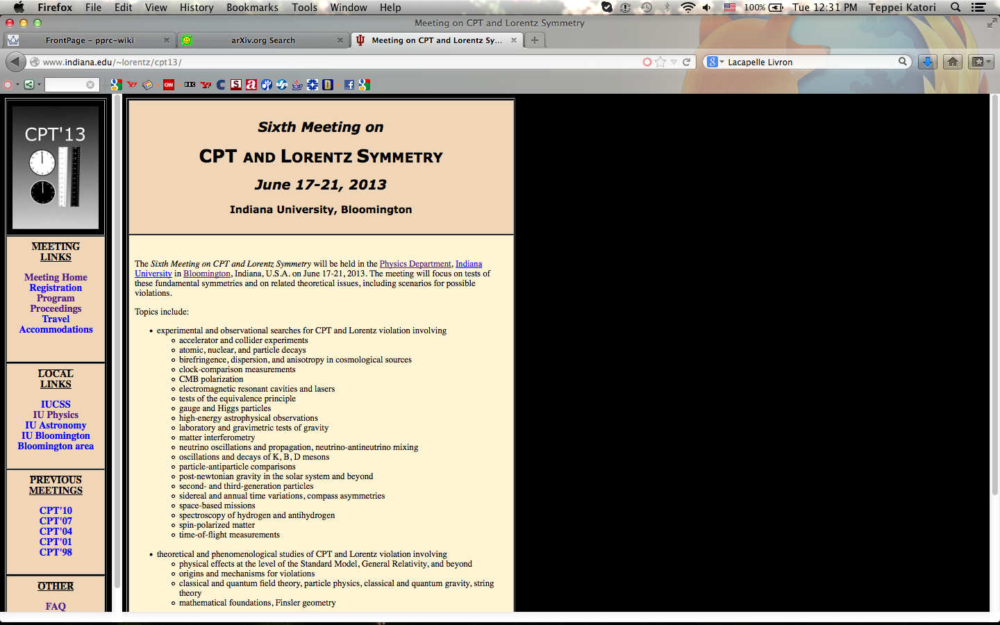 Firefox File Edit View History Bookmarks Tools Window Help 100% Tue 12:31 PM Teppei Katori
Meeting on CPT and Lorentz Symmetry
FrontPage – pprc-wiki
arXiv.org Search
Meeting on CPT and Lorentz Sy...
www.indiana.edu/~lorentz/cpt13/
Lacapelle Livron
CNN
BBC
CPT'13
MEETING
LINKS
Meeting Home
Registration
Program
Proceedings
Travel
Accommodations
LOCAL
LINKS
IUCSS
IU Physics
IU Astronomy
IU Bloomington
Bloomington area
PREVIOUS
MEETINGS
CPT'10
CPT'07
CPT'04
CPT'01
CPT'98
OTHER
FAQ
Sixth Meeting on
CPT AND LORENTZ SYMMETRY
June 17-21, 2013
Indiana University, Bloomington
The Sixth Meeting on CPT and Lorentz Symmetry will be held in the Physics Department, Indiana
University in Bloomington, Indiana, U.S.A. on June 17-21, 2013. The meeting will focus on tests of
these fundamental symmetries and on related theoretical issues, including scenarios for possible
violations.
Topics include:
• experimental and observational searches for CPT and Lorentz violation involving
accelerator and collider experiments
atomic, nuclear, and particle decays
birefringence, dispersion, and anisotropy in cosmological sources
clock-comparison measurements
CMB polarization
electromagnetic resonant cavities and lasers
tests of the equivalence principle
gauge and Higgs particles
high-energy astrophysical observations
laboratory and gravimetric tests of gravity
matter interferometry
neutrino oscillations and propagation, neutrino-antineutrino mixing
oscillations and decays of K, B, D mesons
particle-antiparticle comparisons
post-newtonian gravity in the solar system and beyond
second- and third-generation particles
sidereal and annual time variations, compass asymmetries
space-based missions
spectroscopy of hydrogen and antihydrogen
spin-polarized matter
time-of-flight measurements
• theoretical and phenomenological studies of CPT and Lorentz violation involving
physical effects at the level of the Standard Model, General Relativity, and beyond
origins and mechanisms for violations
classical and quantum field theory, particle physics, classical and quantum gravity, string
theory
mathematical foundations, Finsler geometry